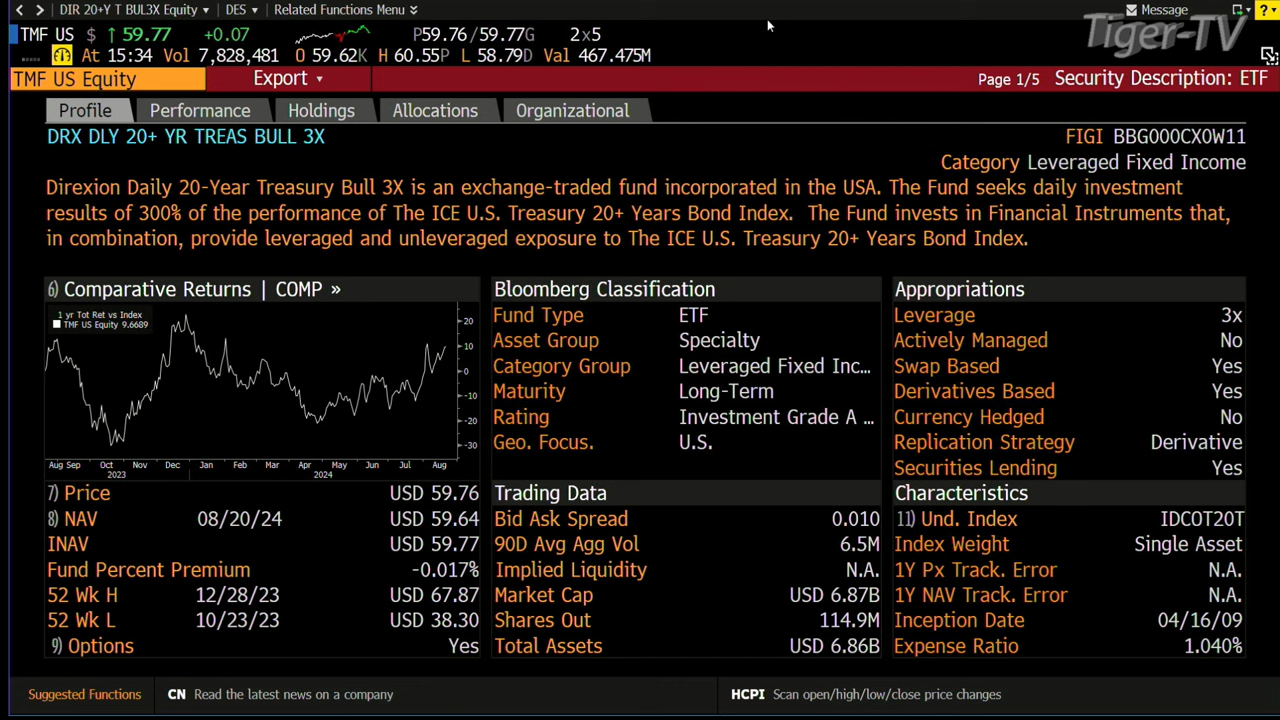 DIR 20+Y T BUL3X Equity DES Related Functions Menu Message
Tiger-TV
TMF US $ ↑ 59.77 +0.07 P59.76 / 59.77G 2x5
At 15:34 Vol 7,828,481 O 59.62K H 60.55P L 58.79D Val 467.475M
TMF US Equity Export Page 1/5 Security Description: ETF
Profile Performance Holdings Allocations Organizational
DRX DLY 20+ YR TREAS BULL 3X FIGI BBG000CX0W11
Category Leveraged Fixed Income
Direxion Daily 20-Year Treasury Bull 3X is an exchange-traded fund incorporated in the USA. The Fund seeks daily investment
results of 300% of the performance of The ICE U.S. Treasury 20+ Years Bond Index. The Fund invests in Financial Instruments that,
in combination, provide leveraged and unleveraged exposure to The ICE U.S. Treasury 20+ Years Bond Index.
6) Comparative Returns | COMP »
1 yr Tot Ret vs Index
TMF US Equity 9.6689
20
10
0
-10
-20
-30
Aug Sep Oct Nov Dec Jan Feb Mar Apr May Jun Jul Aug
2023 2024
7) Price USD 59.76
8) NAV 08/20/24 USD 59.64
INAV USD 59.77
Fund Percent Premium -0.017%
52 Wk H 12/28/23 USD 67.87
52 Wk L 10/23/23 USD 38.30
9) Options Yes
Bloomberg Classification
Fund Type ETF
Asset Group Specialty
Category Group Leveraged Fixed Inc...
Maturity Long-Term
Rating Investment Grade A ...
Geo. Focus. U.S.
Trading Data
Bid Ask Spread 0.010
90D Avg Agg Vol 6.5M
Implied Liquidity N.A.
Market Cap USD 6.87B
Shares Out 114.9M
Total Assets USD 6.86B
Appropriations
Leverage 3x
Actively Managed No
Swap Based Yes
Derivatives Based Yes
Currency Hedged No
Replication Strategy Derivative
Securities Lending Yes
Characteristics
11) Und. Index IDCOT20T
Index Weight Single Asset
1Y Px Track. Error N.A.
1Y NAV Track. Error N.A.
Inception Date 04/16/09
Expense Ratio 1.040%
Suggested Functions CN Read the latest news on a company HCPI Scan open/high/low/close price changes